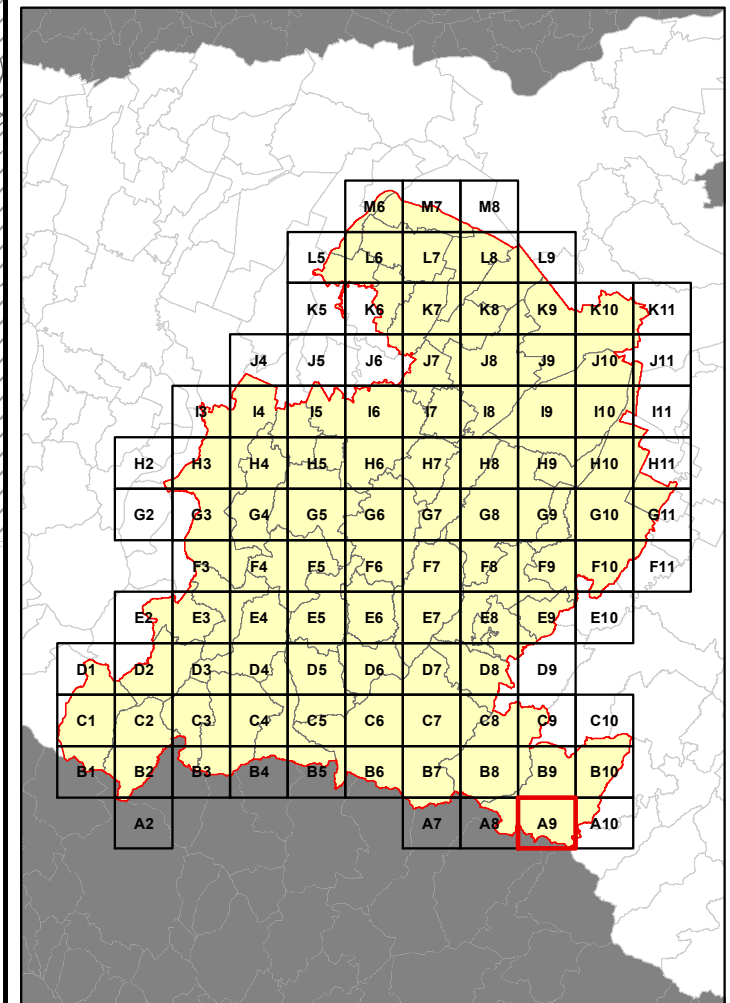 M6 M7 M8
L5 L6 L7 L8 L9
K5 K6 K7 K8 K9 K10 K11
J4 J5 J6 J7 J8 J9 J10 J11
I3 I4 I5 I6 I7 I8 I9 I10 I11
H2 H3 H4 H5 H6 H7 H8 H9 H10 H11
G2 G3 G4 G5 G6 G7 G8 G9 G10 G11
F3 F4 F5 F6 F7 F8 F9 F10 F11
E2 E3 E4 E5 E6 E7 E8 E9 E10
D1 D2 D3 D4 D5 D6 D7 D8 D9
C1 C2 C3 C4 C5 C6 C7 C8 C9 C10
B1 B2 B3 B4 B5 B6 B7 B8 B9 B10
A2 A7 A8 A9 A10